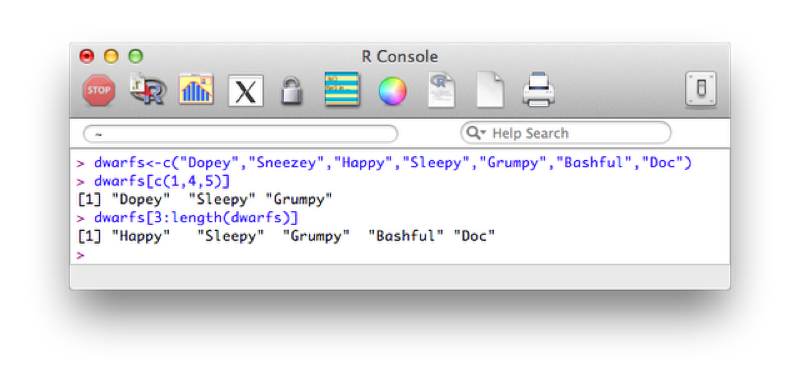 R Console
STOP
R
X
R
~
Help Search
> dwarfs<-c("Dopey","Sneezey","Happy","Sleepy","Grumpy","Bashful","Doc")
> dwarfs[c(1,4,5)]
[1] "Dopey"  "Sleepy" "Grumpy"
> dwarfs[3:length(dwarfs)]
[1] "Happy"   "Sleepy"  "Grumpy"  "Bashful" "Doc"
>